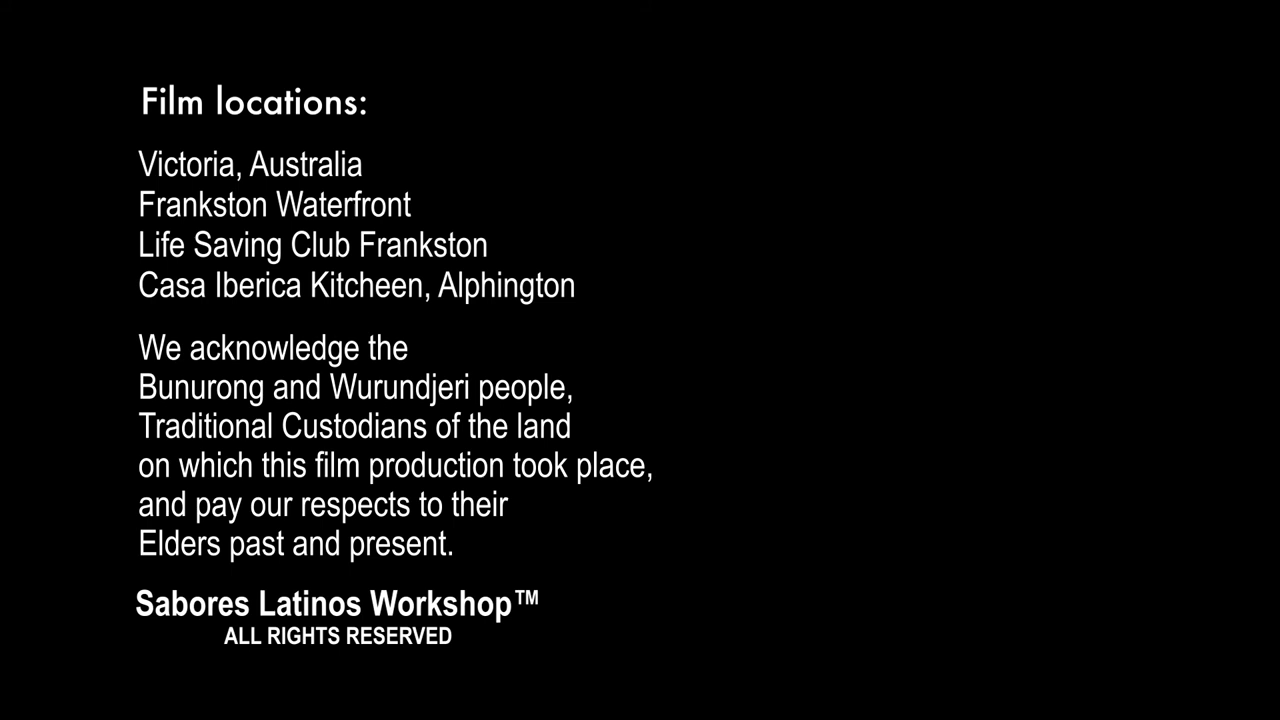 Film locations:
Victoria, Australia
Frankston Waterfront
Life Saving Club Frankston
Casa Iberica Kitcheen, Alphington
We acknowledge the
Bunurong and Wurundjeri people,
Traditional Custodians of the land
on which this film production took place,
and pay our respects to their
Elders past and present.
Sabores Latinos Workshop™
ALL RIGHTS RESERVED